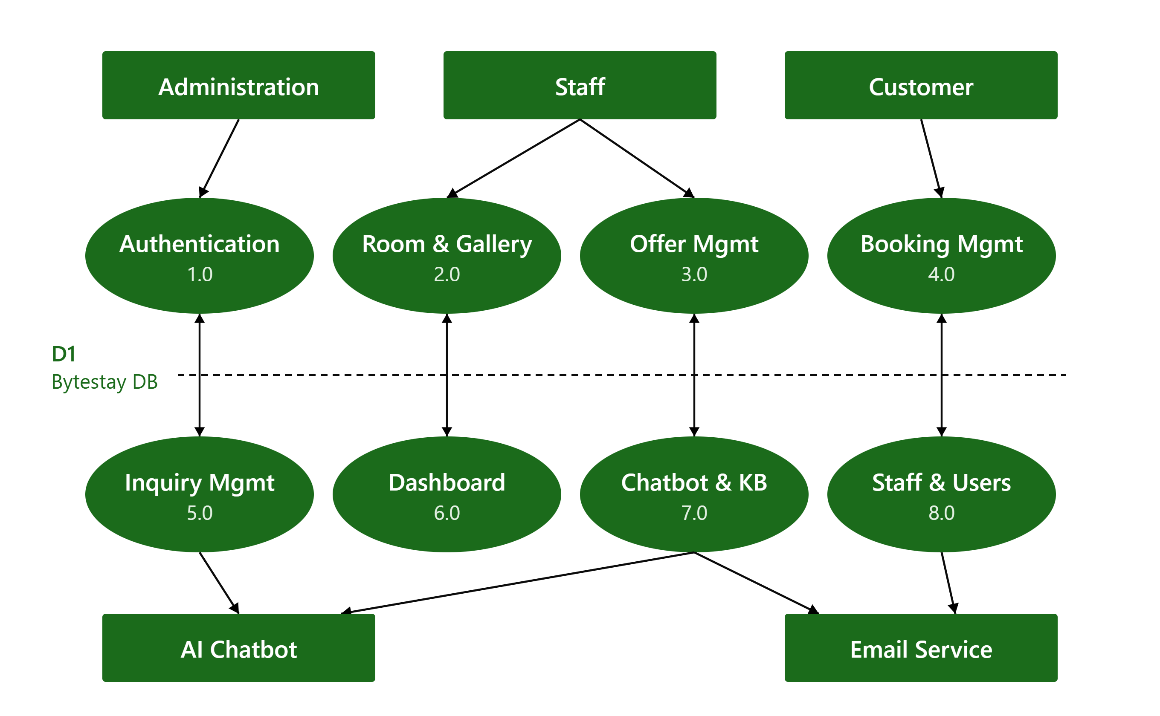 Administration
Staff
Customer
Authentication
1.0
Room & Gallery
2.0
Offer Mgmt
3.0
Booking Mgmt
4.0
D1
Bytestay DB
Inquiry Mgmt
5.0
Dashboard
6.0
Chatbot & KB
7.0
Staff & Users
8.0
AI Chatbot
Email Service